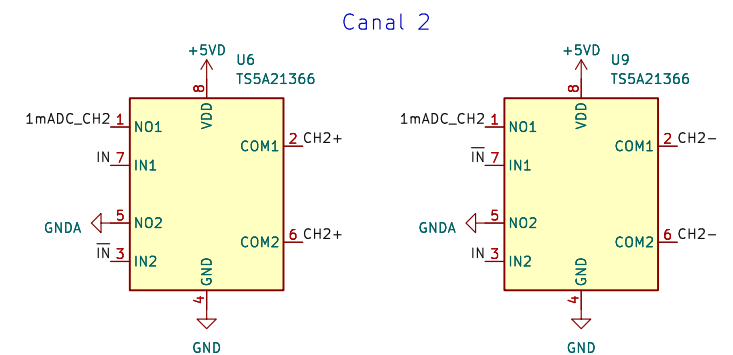 Canal 2
+5VD
U6
TS5A21366
8
VDD
1mADC_CH2 1 NO1
COM1 2 CH2+
IN 7 IN1
GNDA 5 NO2
COM2 6 CH2+
I̅N̅ 3 IN2
GND
4
GND
+5VD
U9
TS5A21366
8
VDD
1mADC_CH2 1 NO1
COM1 2 CH2-
I̅N̅ 7 IN1
GNDA 5 NO2
COM2 6 CH2-
IN 3 IN2
GND
4
GND